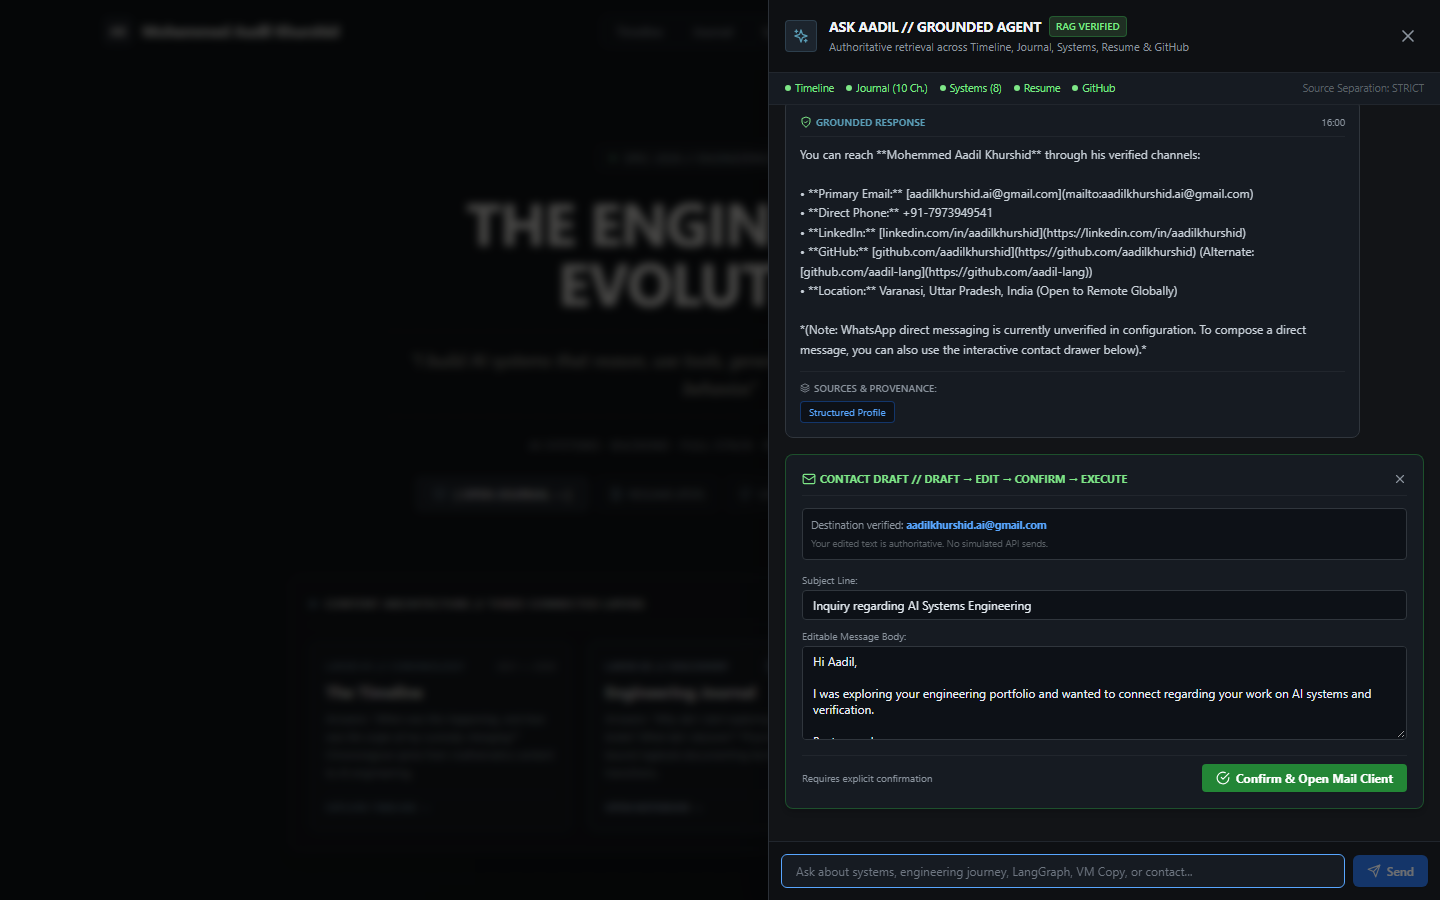 Mohammed Aadil Khurshid
THE ENGIN
EVOLUT
The Timeline
Engineering Journal
ASK AADIL // GROUNDED AGENT
RAG VERIFIED
Authoritative retrieval across Timeline, Journal, Systems, Resume & GitHub
Timeline
Journal (10 Ch.)
Systems (8)
Resume
GitHub
Source Separation: STRICT
GROUNDED RESPONSE
16:00
You can reach **Mohemmed Aadil Khurshid** through his verified channels:
• **Primary Email:** [aadilkhurshid.ai@gmail.com](mailto:aadilkhurshid.ai@gmail.com)
• **Direct Phone:** +91-7973949541
• **LinkedIn:** [linkedin.com/in/aadilkhurshid](https://linkedin.com/in/aadilkhurshid)
• **GitHub:** [github.com/aadilkhurshid](https://github.com/aadilkhurshid) (Alternate:
[github.com/aadil-lang](https://github.com/aadil-lang))
• **Location:** Varanasi, Uttar Pradesh, India (Open to Remote Globally)
*(Note: WhatsApp direct messaging is currently unverified in configuration. To compose a direct
message, you can also use the interactive contact drawer below).*
SOURCES & PROVENANCE:
Structured Profile
CONTACT DRAFT // DRAFT → EDIT → CONFIRM → EXECUTE
Destination verified: aadilkhurshid.ai@gmail.com
Your edited text is authoritative. No simulated API sends.
Subject Line:
Inquiry regarding AI Systems Engineering
Editable Message Body:
Hi Aadil,
I was exploring your engineering portfolio and wanted to connect regarding your work on AI systems and
verification.
Requires explicit confirmation
Confirm & Open Mail Client
Ask about systems, engineering journey, LangGraph, VM Copy, or contact...
Send